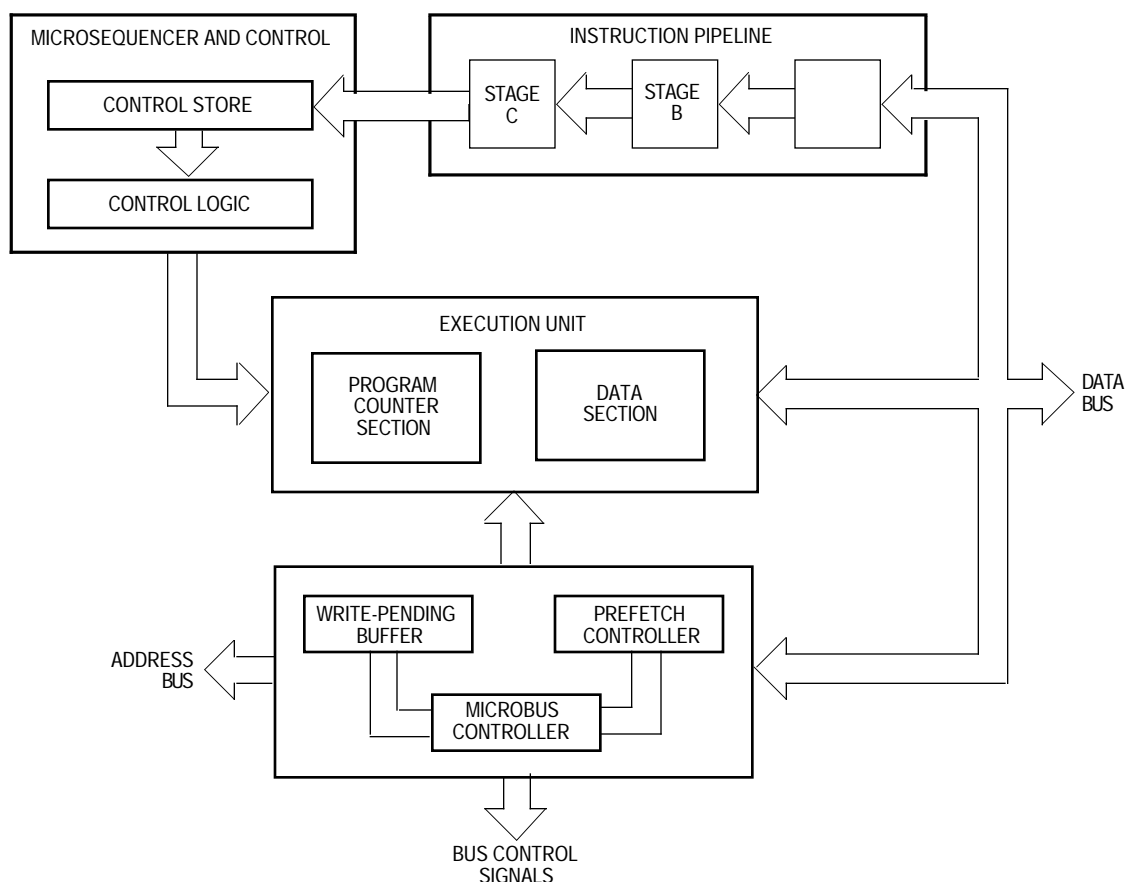 MICROSEQUENCER AND CONTROL
CONTROL STORE
CONTROL LOGIC
INSTRUCTION PIPELINE
STAGE
C
STAGE
B
EXECUTION UNIT
PROGRAM
COUNTER
SECTION
DATA
SECTION
DATA
BUS
WRITE-PENDING
BUFFER
PREFETCH
CONTROLLER
MICROBUS
CONTROLLER
ADDRESS
BUS
BUS CONTROL
SIGNALS